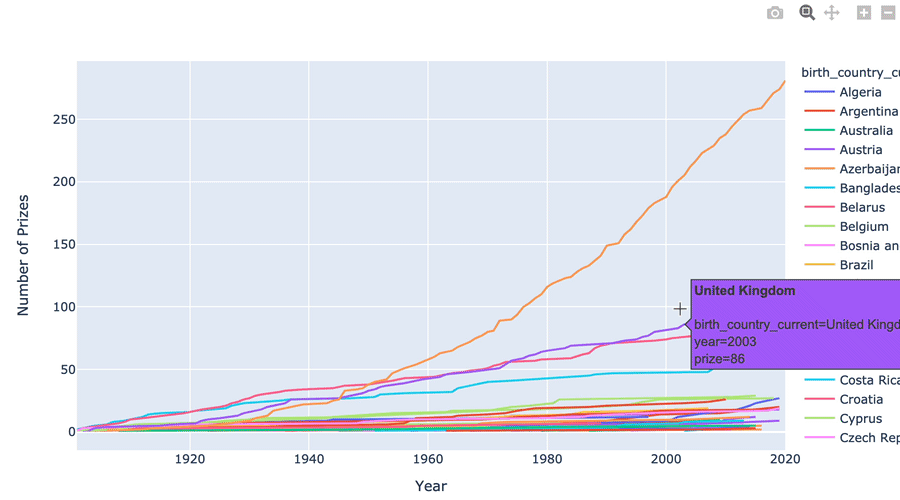 birth_country_cu
250
200
150
100
50
0
Number of Prizes
1920
1940
1960
1980
2000
2020
Year
Algeria
Argentina
Australia
Austria
Azerbaijan
Banglades
Belarus
Belgium
Bosnia an
Brazil
United Kingdom
birth_country_current=United Kingd
year=2003
prize=86
Costa Rica
Croatia
Cyprus
Czech Rep